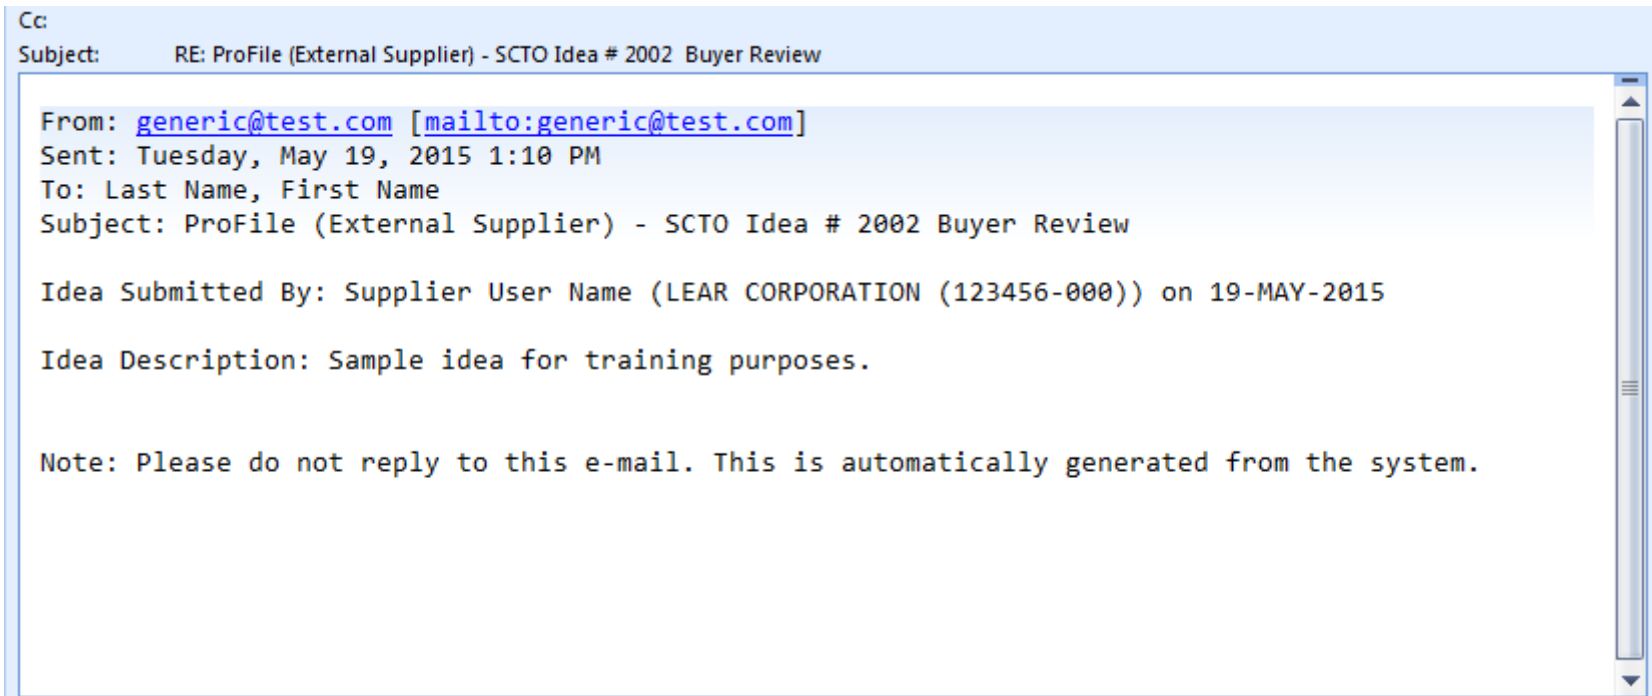 Cc:
Subject: RE: ProFile (External Supplier) - SCTO Idea # 2002  Buyer Review
From: generic@test.com [mailto:generic@test.com]
Sent: Tuesday, May 19, 2015 1:10 PM
To: Last Name, First Name
Subject: ProFile (External Supplier) - SCTO Idea # 2002 Buyer Review
Idea Submitted By: Supplier User Name (LEAR CORPORATION (123456-000)) on 19-MAY-2015
Idea Description: Sample idea for training purposes.
Note: Please do not reply to this e-mail. This is automatically generated from the system.